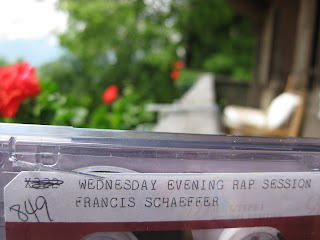 WEDNESDAY EVENING RAP SESSION
849 FRANCIS SCHAEFFER